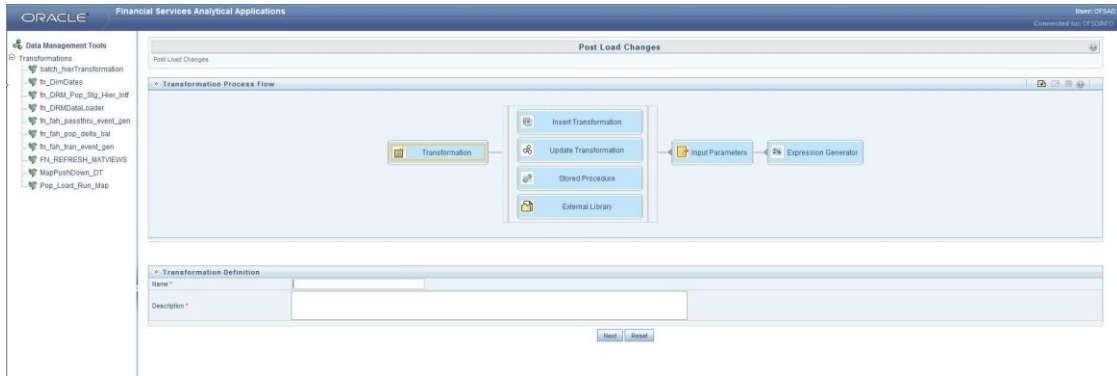 ORACLE
Financial Services Analytical Applications
User: OFSAD
Connected to: OFSDINFO
Data Management Tools
Transformations
batch_hierTransformation
fn_DimDates
fn_DRM_Pop_Stg_Hier_Intf
fn_DRMDataLoader
fn_fah_passthru_event_gen
fn_fah_pop_delta_bal
fn_fah_tran_event_gen
FN_REFRESH_MATVIEWS
MapPushDown_DT
Pop_Load_Run_Map
Post Load Changes
Post Load Changes
» Transformation Process Flow
Transformation
Insert Transformation
Update Transformation
Stored Procedure
External Library
Input Parameters
Expression Generator
» Transformation Definition
Name *
Description *
Next
Reset